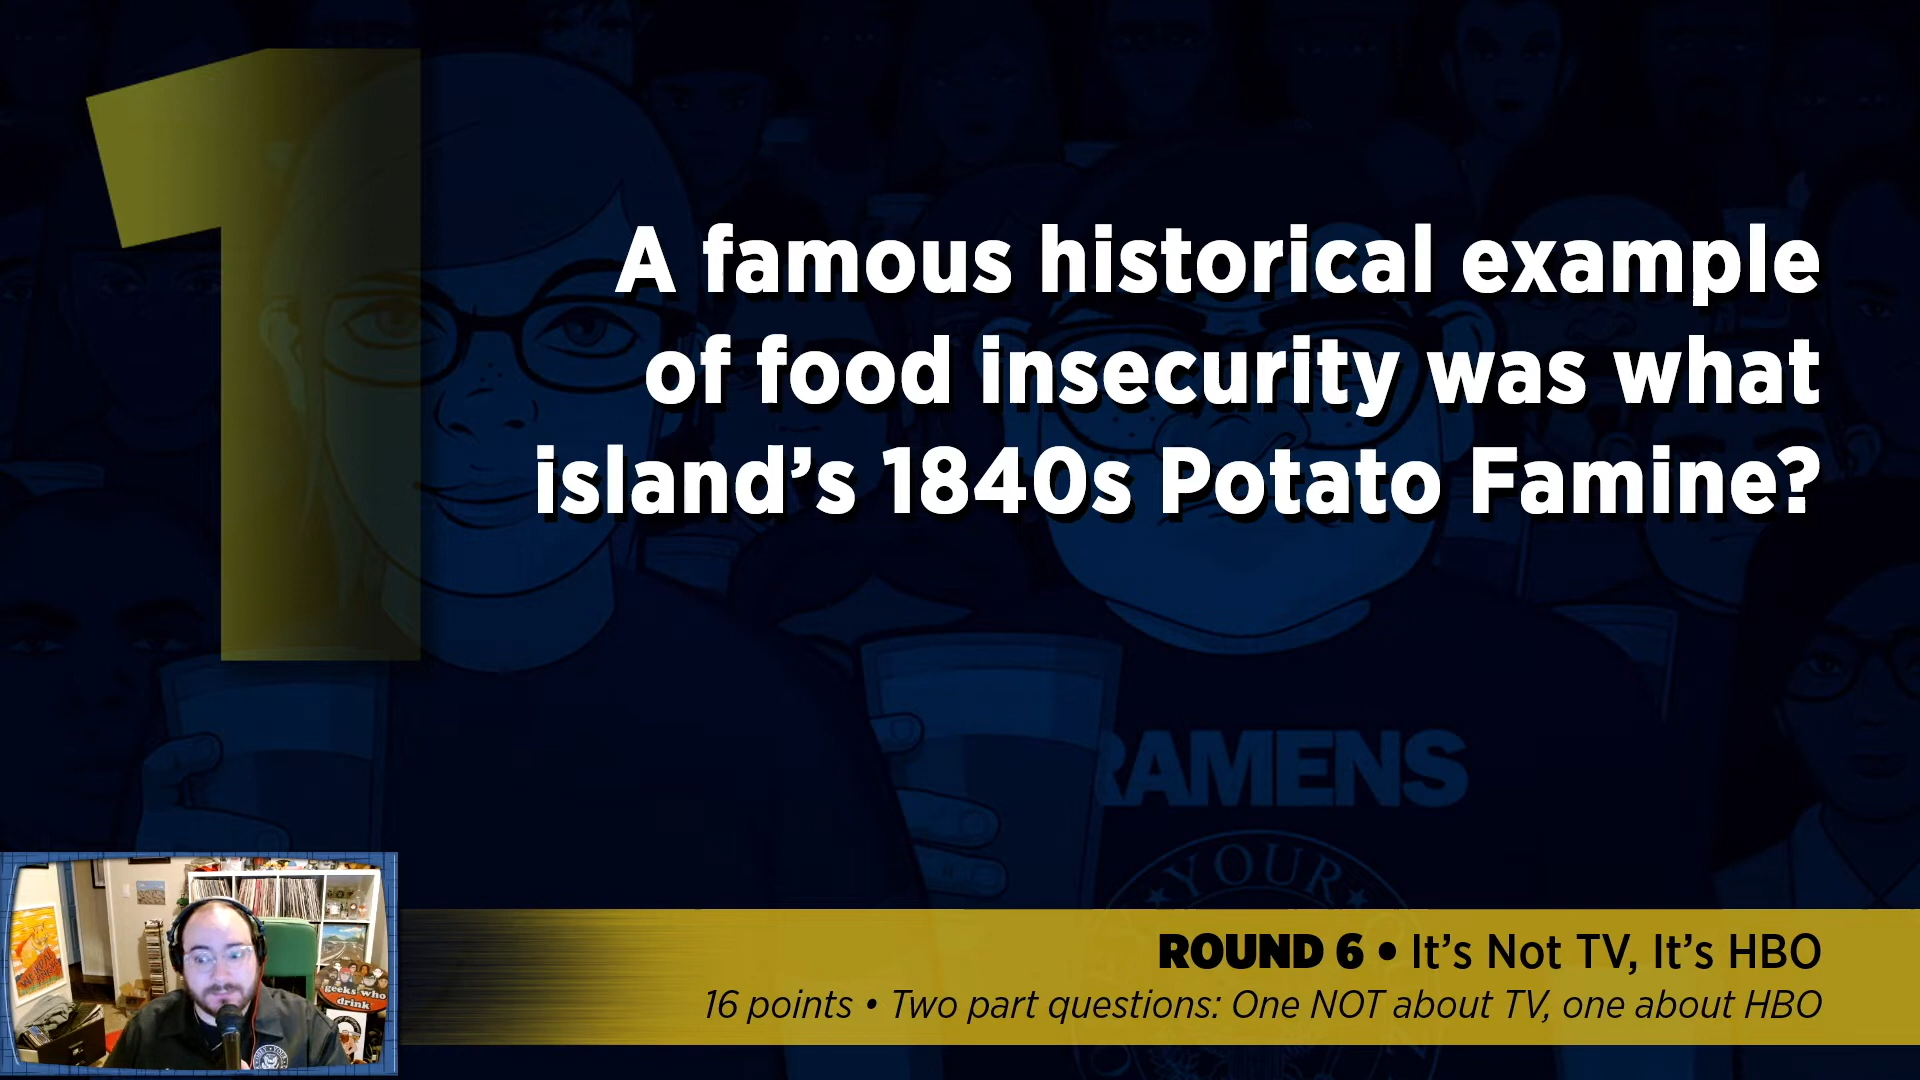 1
A famous historical example
of food insecurity was what
island’s 1840s Potato Famine?
RAMENS
★YOUR★
geeks who
drink
ROUND 6 • It’s Not TV, It’s HBO
16 points • Two part questions: One NOT about TV, one about HBO